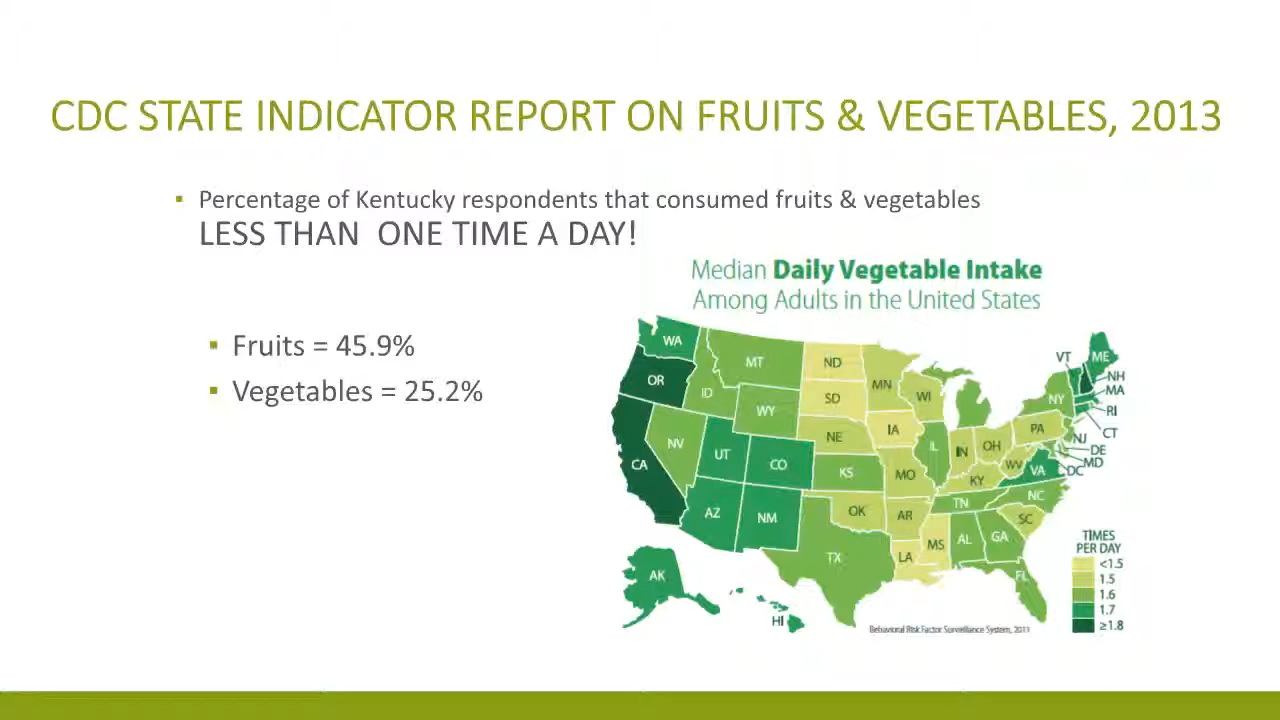 CDC STATE INDICATOR REPORT ON FRUITS & VEGETABLES, 2013
▪ Percentage of Kentucky respondents that consumed fruits & vegetables
LESS THAN ONE TIME A DAY!
▪ Fruits = 45.9%
▪ Vegetables = 25.2%
Median Daily Vegetable Intake
Among Adults in the United States
WA
MT
ND
MN
VT
ME
OR
ID
WY
SD
WI
NY
NH
MA
RI
CT
NV
UT
CO
NE
IA
IL
IN
OH
PA
NJ
DE
MD
DC
CA
KS
MO
KY
WV
VA
AZ
NM
OK
AR
TN
NC
SC
TX
LA
MS
AL
GA
FL
AK
HI
TIMES
PER DAY
<1.5
1.5
1.6
1.7
≥1.8
Behavioral Risk Factor Surveillance System, 2011